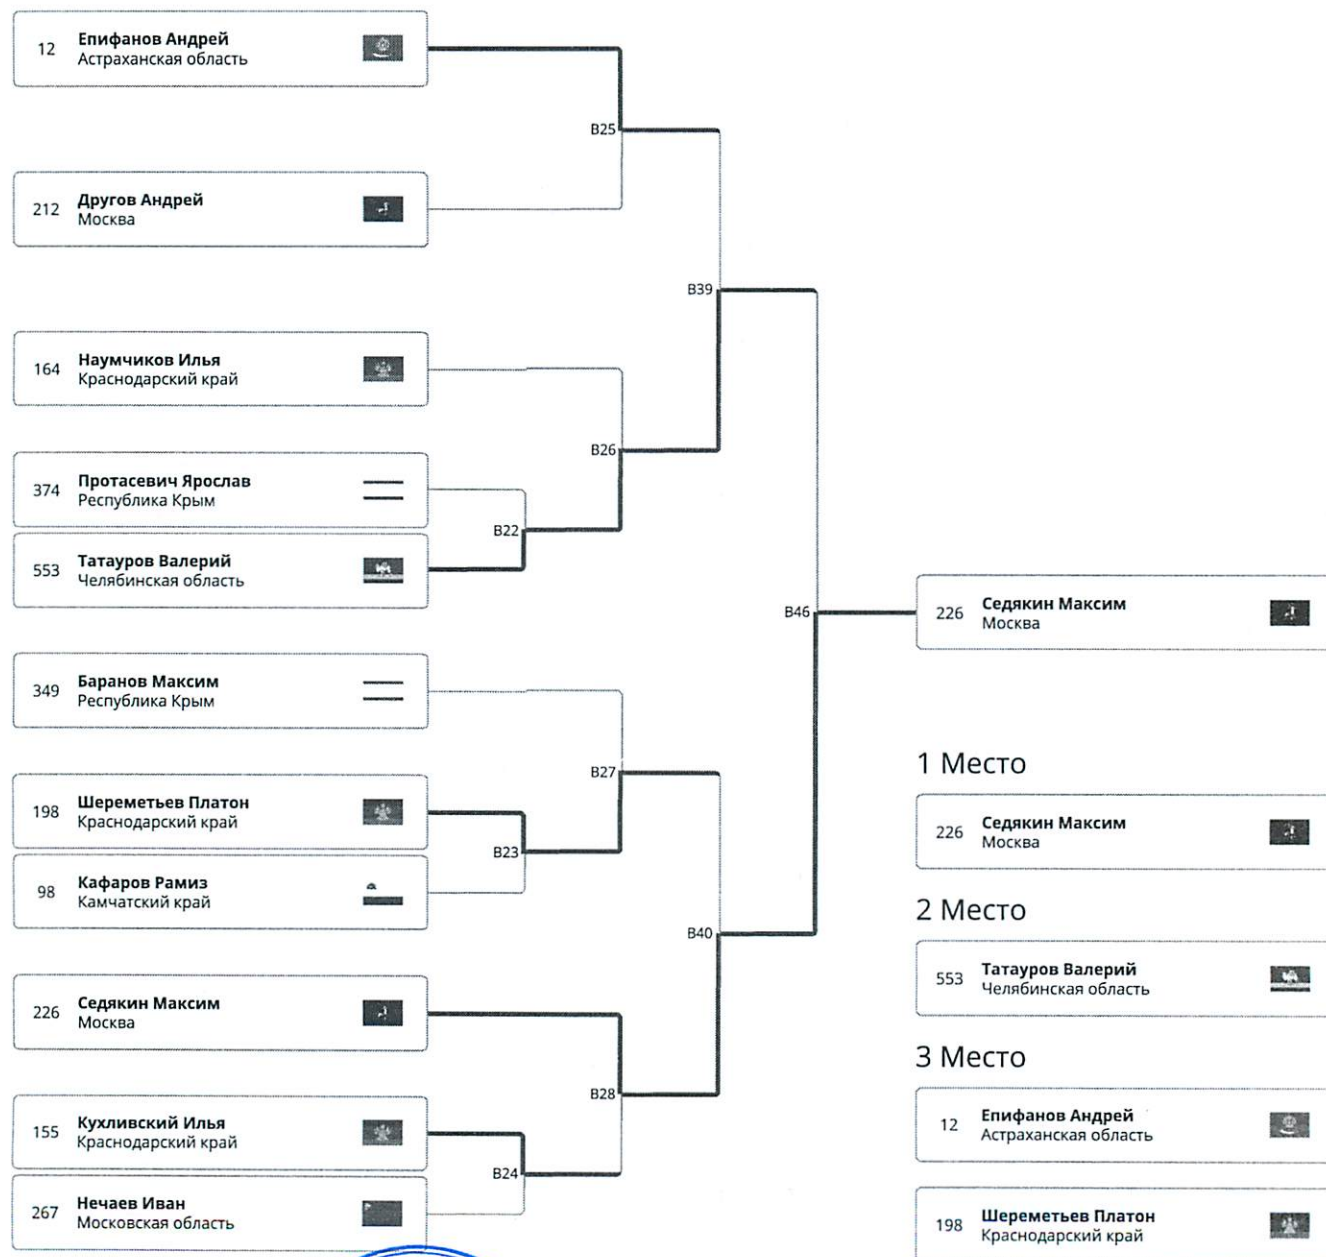 12
Епифанов Андрей
Астраханская область
B25
212
Другов Андрей
Москва
B39
164
Наумчиков Илья
Краснодарский край
B26
374
Протасевич Ярослав
Республика Крым
B22
553
Татауров Валерий
Челябинская область
B46
226
Седякин Максим
Москва
349
Баранов Максим
Республика Крым
B27
198
Шереметьев Платон
Краснодарский край
B23
98
Кафаров Рамиз
Камчатский край
B40
226
Седякин Максим
Москва
B28
155
Кухливский Илья
Краснодарский край
B24
267
Нечаев Иван
Московская область
1 Место
226
Седякин Максим
Москва
2 Место
553
Татауров Валерий
Челябинская область
3 Место
12
Епифанов Андрей
Астраханская область
198
Шереметьев Платон
Краснодарский край